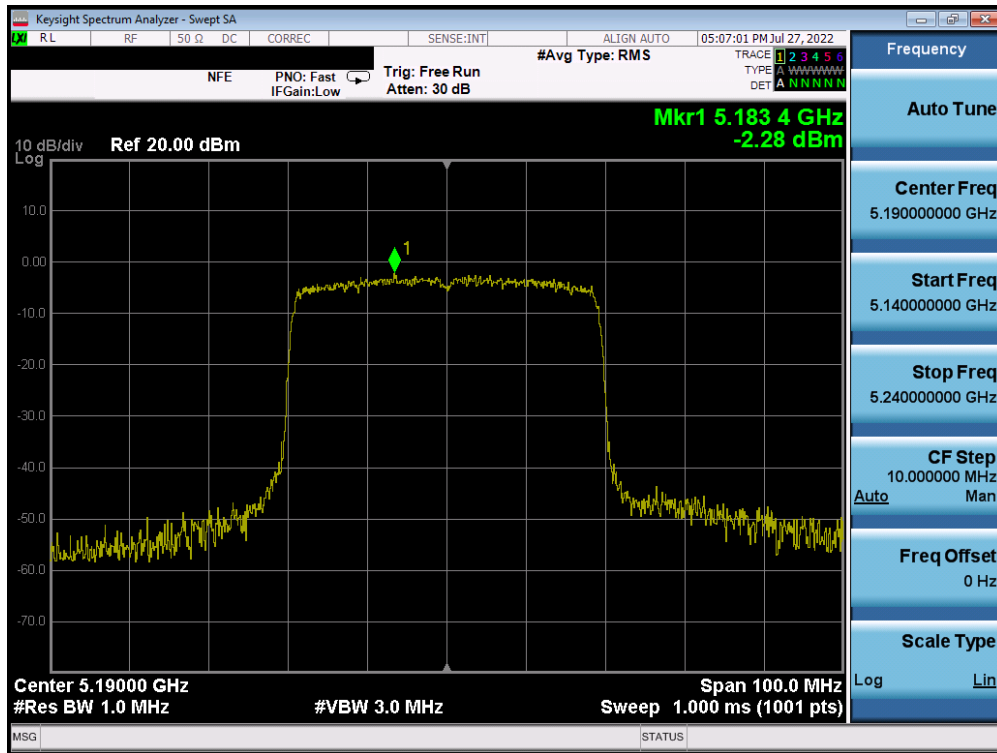 Keysight Spectrum Analyzer - Swept SA
LXI RL RF 50 Ω DC CORREC SENSE:INT ALIGN AUTO 05:07:01 PM Jul 27, 2022
NFE PNO: Fast IFGain:Low Trig: Free Run Atten: 30 dB #Avg Type: RMS
TRACE 1 2 3 4 5 6
TYPE A WWWWW
DET A N N N N N
Mkr1 5.183 4 GHz
-2.28 dBm
10 dB/div Ref 20.00 dBm
Log
10.0
1
0.00
-10.0
-20.0
-30.0
-40.0
-50.0
-60.0
-70.0
Center 5.19000 GHz Span 100.0 MHz
#Res BW 1.0 MHz #VBW 3.0 MHz Sweep 1.000 ms (1001 pts)
MSG STATUS
Frequency
Auto Tune
Center Freq
5.190000000 GHz
Start Freq
5.140000000 GHz
Stop Freq
5.240000000 GHz
CF Step
10.000000 MHz
Auto Man
Freq Offset
0 Hz
Scale Type
Log Lin